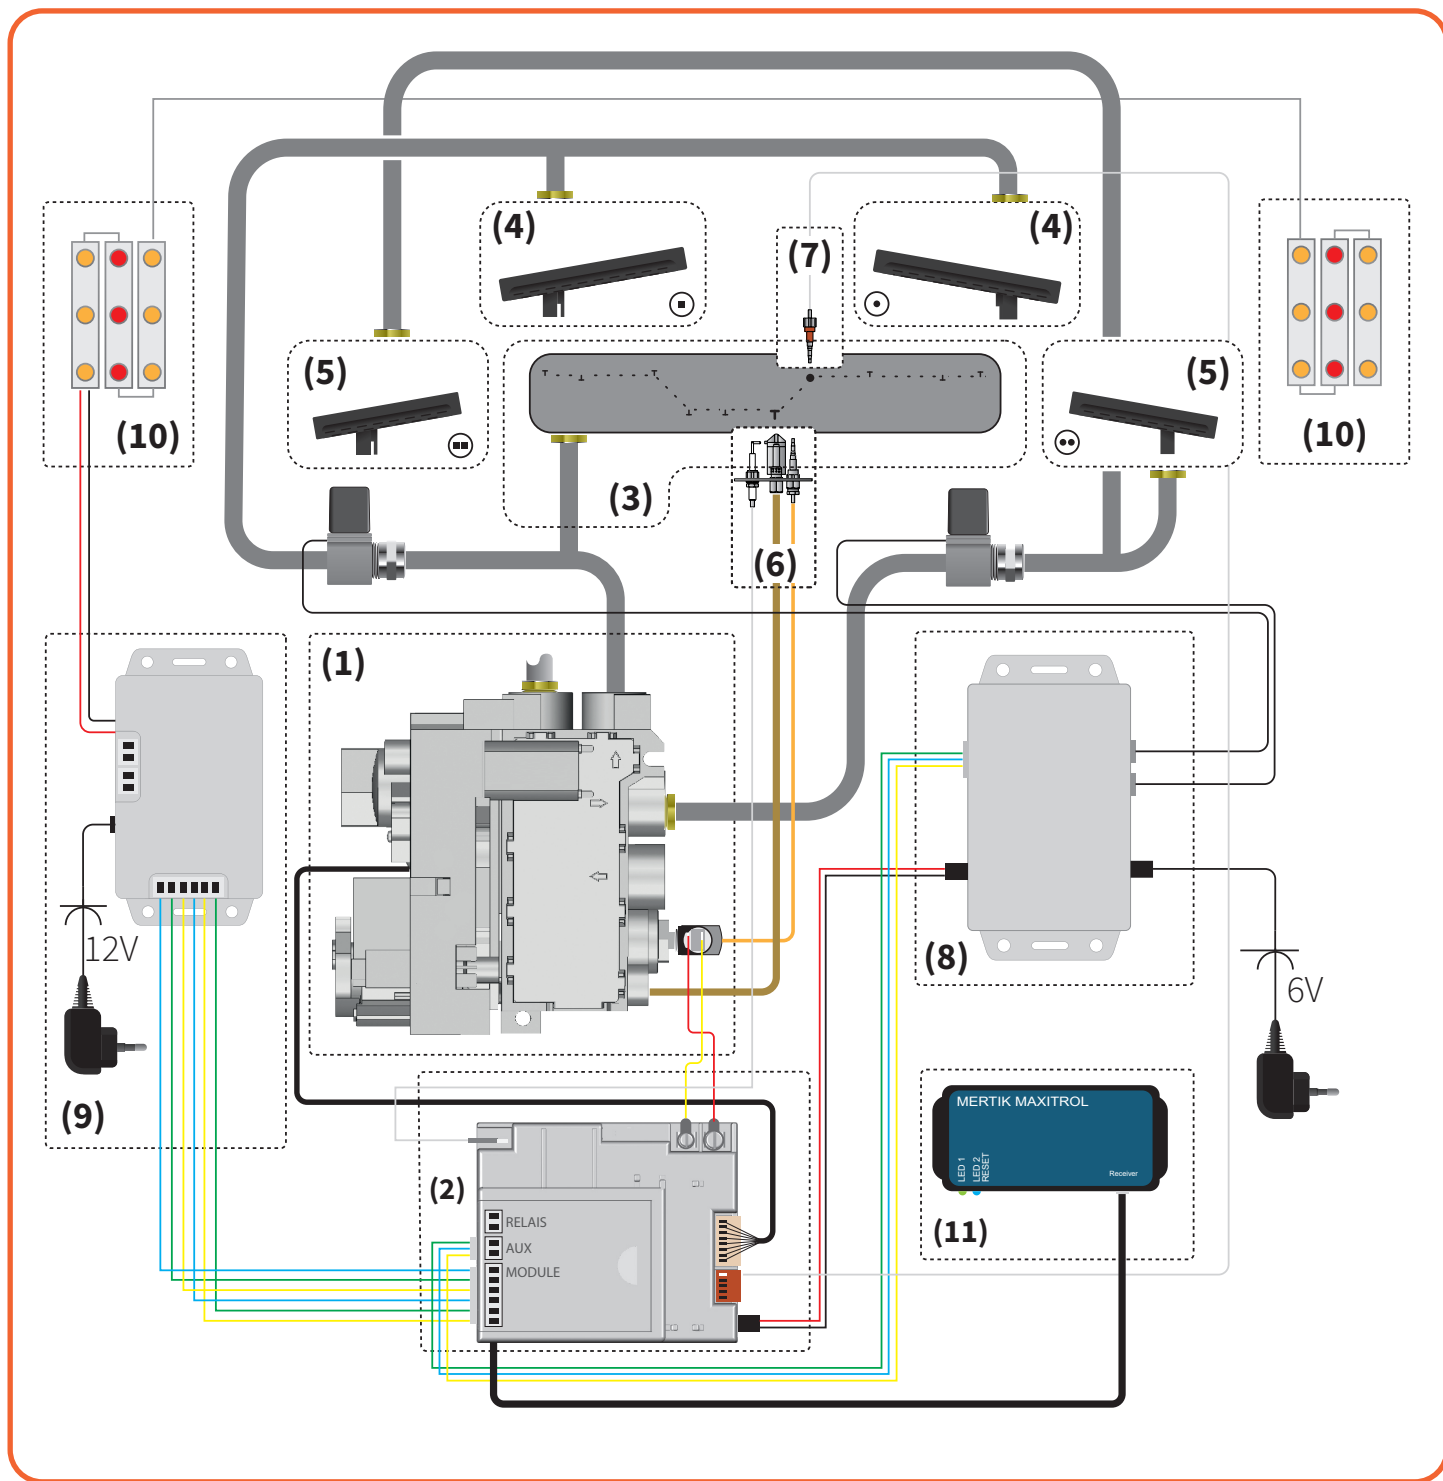 (4)
(4)
(7)
(5)
(5)
(10)
(10)
(3)
(6)
(1)
12V
(8)
6V
(9)
MERTIK MAXITROL
LED 1
LED 2
RESET
Receiver
(2)
RELAIS
AUX
MODULE
(11)